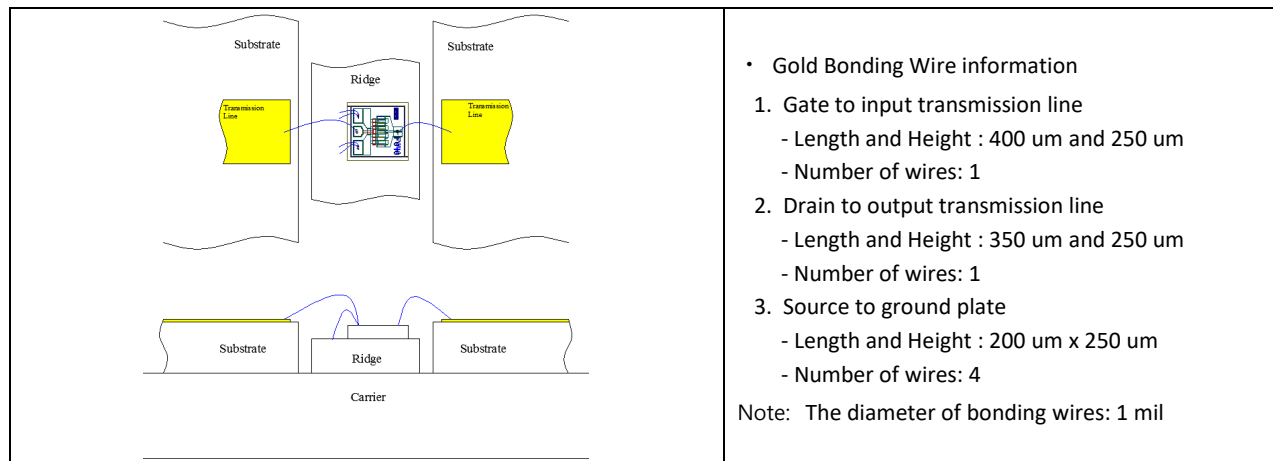 Substrate
Substrate
Ridge
Transmission
Line
Transmission
Line
Substrate
Ridge
Substrate
Carrier
・ Gold Bonding Wire information
1. Gate to input transmission line
- Length and Height : 400 um and 250 um
- Number of wires: 1
2. Drain to output transmission line
- Length and Height : 350 um and 250 um
- Number of wires: 1
3. Source to ground plate
- Length and Height : 200 um x 250 um
- Number of wires: 4
Note: The diameter of bonding wires: 1 mil